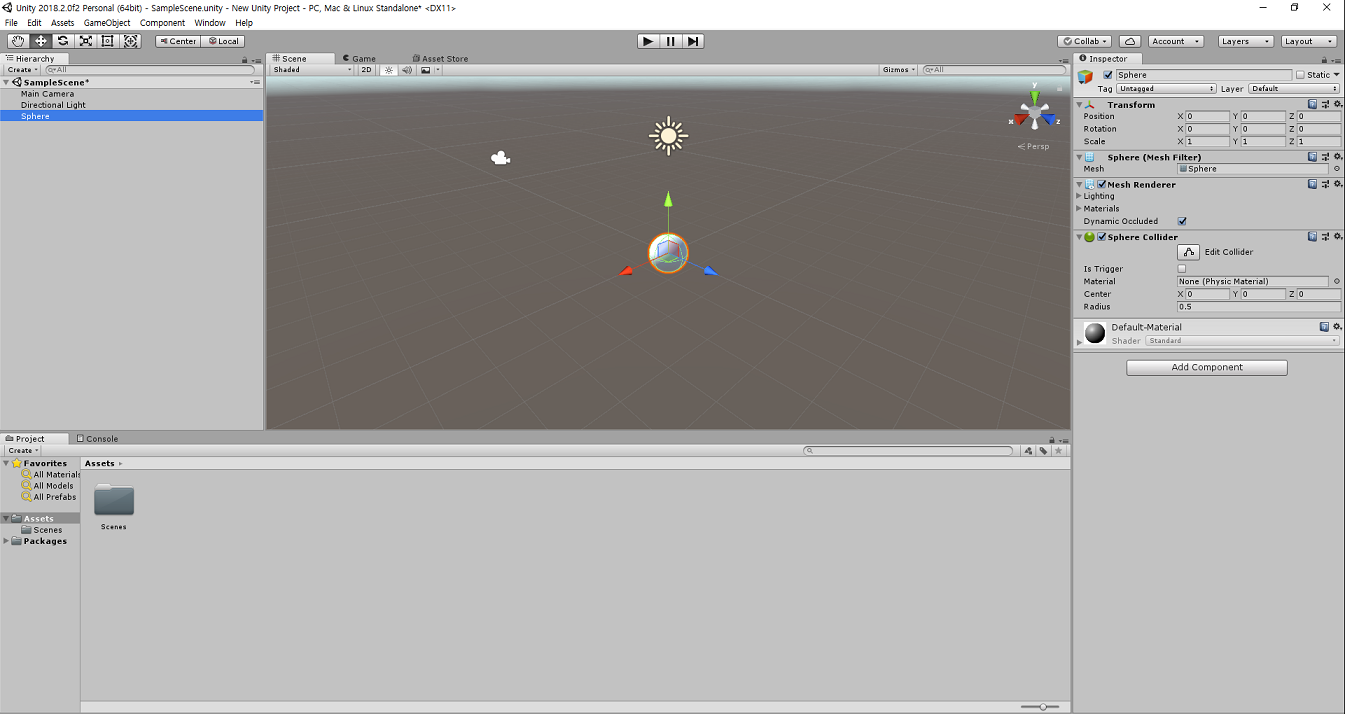 Unity 2018.2.0f2 Personal (64bit) - SampleScene.unity - New Unity Project - PC, Mac & Linux Standalone* <DX11>
File Edit Assets GameObject Component Window Help
Center Local Collab Account Layers Layout
Hierarchy
Create All
SampleScene*
Main Camera
Directional Light
Sphere
Scene Game Asset Store
Shaded 2D Gizmos All
y
x z
Persp
Inspector
Sphere Static
Tag Untagged Layer Default
Transform
Position X 0 Y 0 Z 0
Rotation X 0 Y 0 Z 0
Scale X 1 Y 1 Z 1
Sphere (Mesh Filter)
Mesh Sphere
Mesh Renderer
Lighting
Materials
Dynamic Occluded
Sphere Collider
Edit Collider
Is Trigger
Material None (Physic Material)
Center X 0 Y 0 Z 0
Radius 0.5
Default-Material
Shader Standard
Add Component
Project Console
Create
Favorites
All Materials
All Models
All Prefabs
Assets
Scenes
Packages
Assets
Scenes